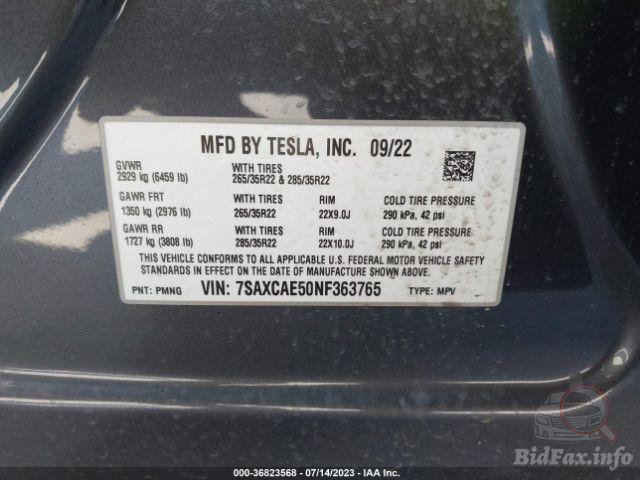 MFD BY TESLA, INC. 09/22
GVWR WITH TIRES
2929 kg (6459 lb) 265/35R22 & 285/35R22
GAWR FRT WITH TIRES RIM COLD TIRE PRESSURE
1350 kg (2976 lb) 265/35R22 22X9.0J 290 kPa, 42 psi
GAWR RR WITH TIRES RIM COLD TIRE PRESSURE
1727 kg (3808 lb) 285/35R22 22X10.0J 290 kPa, 42 psi
THIS VEHICLE CONFORMS TO ALL APPLICABLE U.S. FEDERAL MOTOR VEHICLE SAFETY
STANDARDS IN EFFECT ON THE DATE OF MANUFACTURE SHOWN ABOVE.
PNT: PMNG VIN: 7SAXCAE50NF363765 TYPE: MPV
BidFax.info
000-36823568 - 07/14/2023 - IAA Inc.